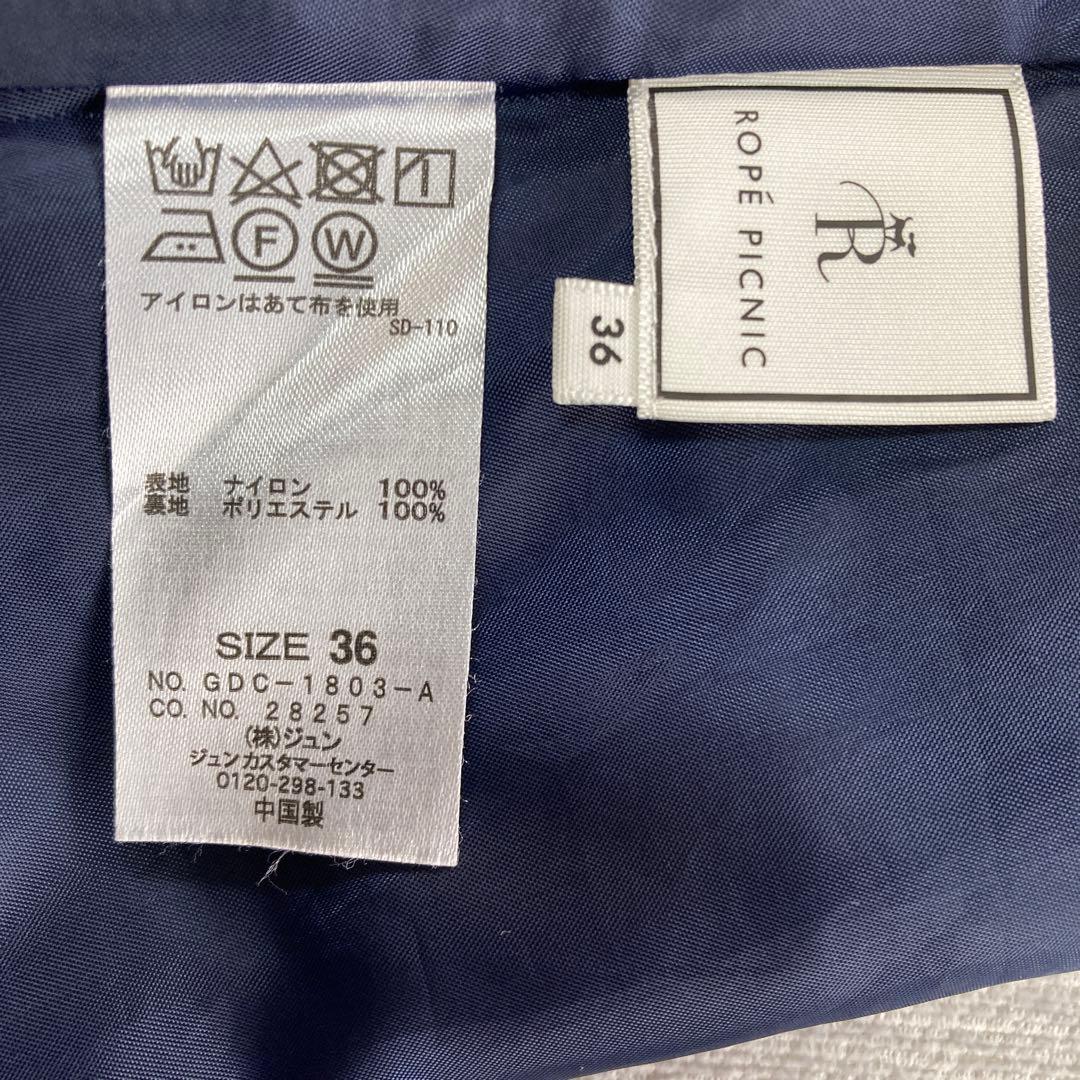 F W
アイロンはあて布を使用
SD-110
表地 ナイロン 100%
裏地 ポリエステル 100%
SIZE 36
NO. GDC-1803-A
CO. NO. 28257
(株)ジュン
ジュンカスタマーセンター
0120-298-133
中国製
R
ROPÉ PICNIC
36